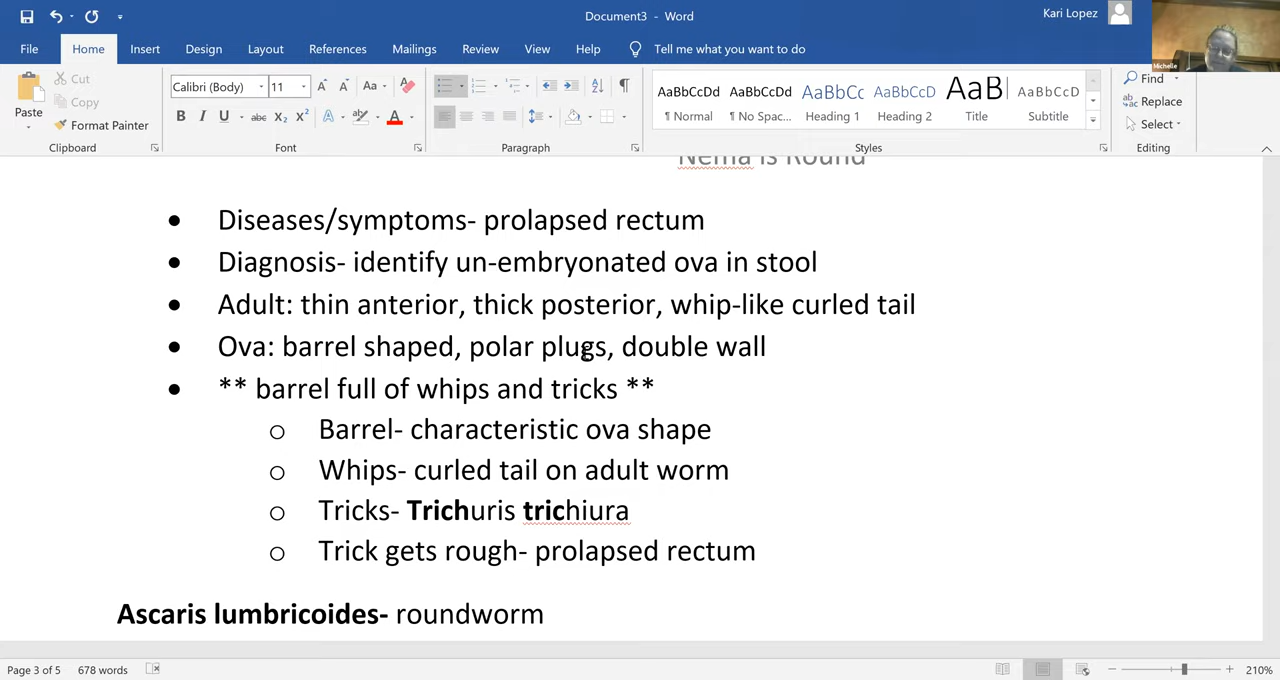 Document3 - Word
Kari Lopez
File Home Insert Design Layout References Mailings Review View Help Tell me what you want to do
Michelle
Paste
Cut
Copy
Format Painter
Clipboard
Calibri (Body) 11
Font
Paragraph
AaBbCcDd AaBbCcDd AaBbCc AaBbCcD AaB AaBbCcD
¶ Normal ¶ No Spac... Heading 1 Heading 2 Title Subtitle
Styles
Find
Replace
Select
Editing
Nema is Round
• Diseases/symptoms- prolapsed rectum
• Diagnosis- identify un-embryonated ova in stool
• Adult: thin anterior, thick posterior, whip-like curled tail
• Ova: barrel shaped, polar plugs, double wall
• ** barrel full of whips and tricks **
o Barrel- characteristic ova shape
o Whips- curled tail on adult worm
o Tricks- Trichuris trichiura
o Trick gets rough- prolapsed rectum
Ascaris lumbricoides- roundworm
Page 3 of 5 678 words
210%